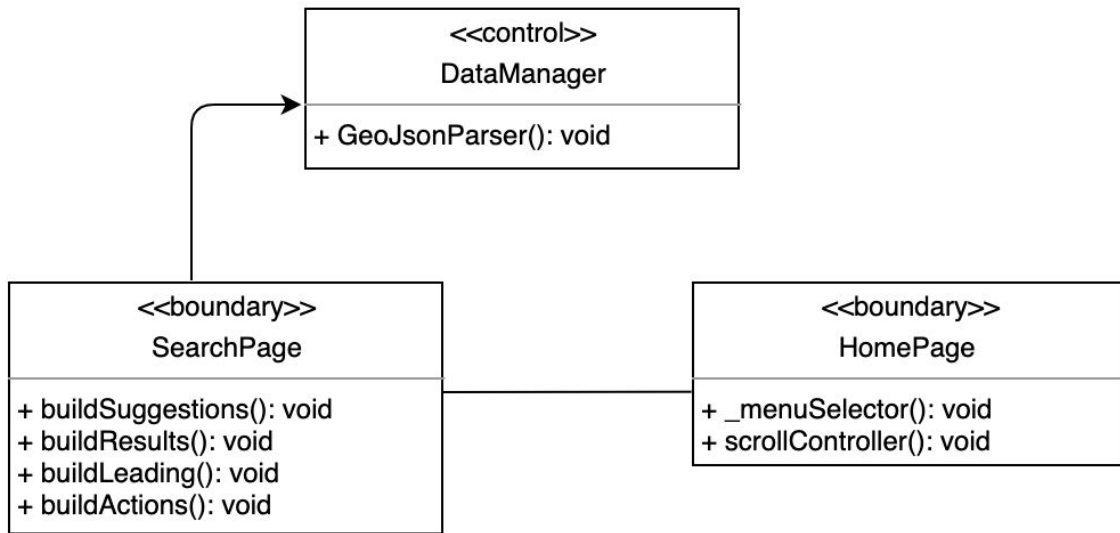 <<control>>
DataManager
+ GeoJsonParser(): void
<<boundary>>
SearchPage
+ buildSuggestions(): void
+ buildResults(): void
+ buildLeading(): void
+ buildActions(): void
<<boundary>>
HomePage
+ _menuSelector(): void
+ scrollController(): void